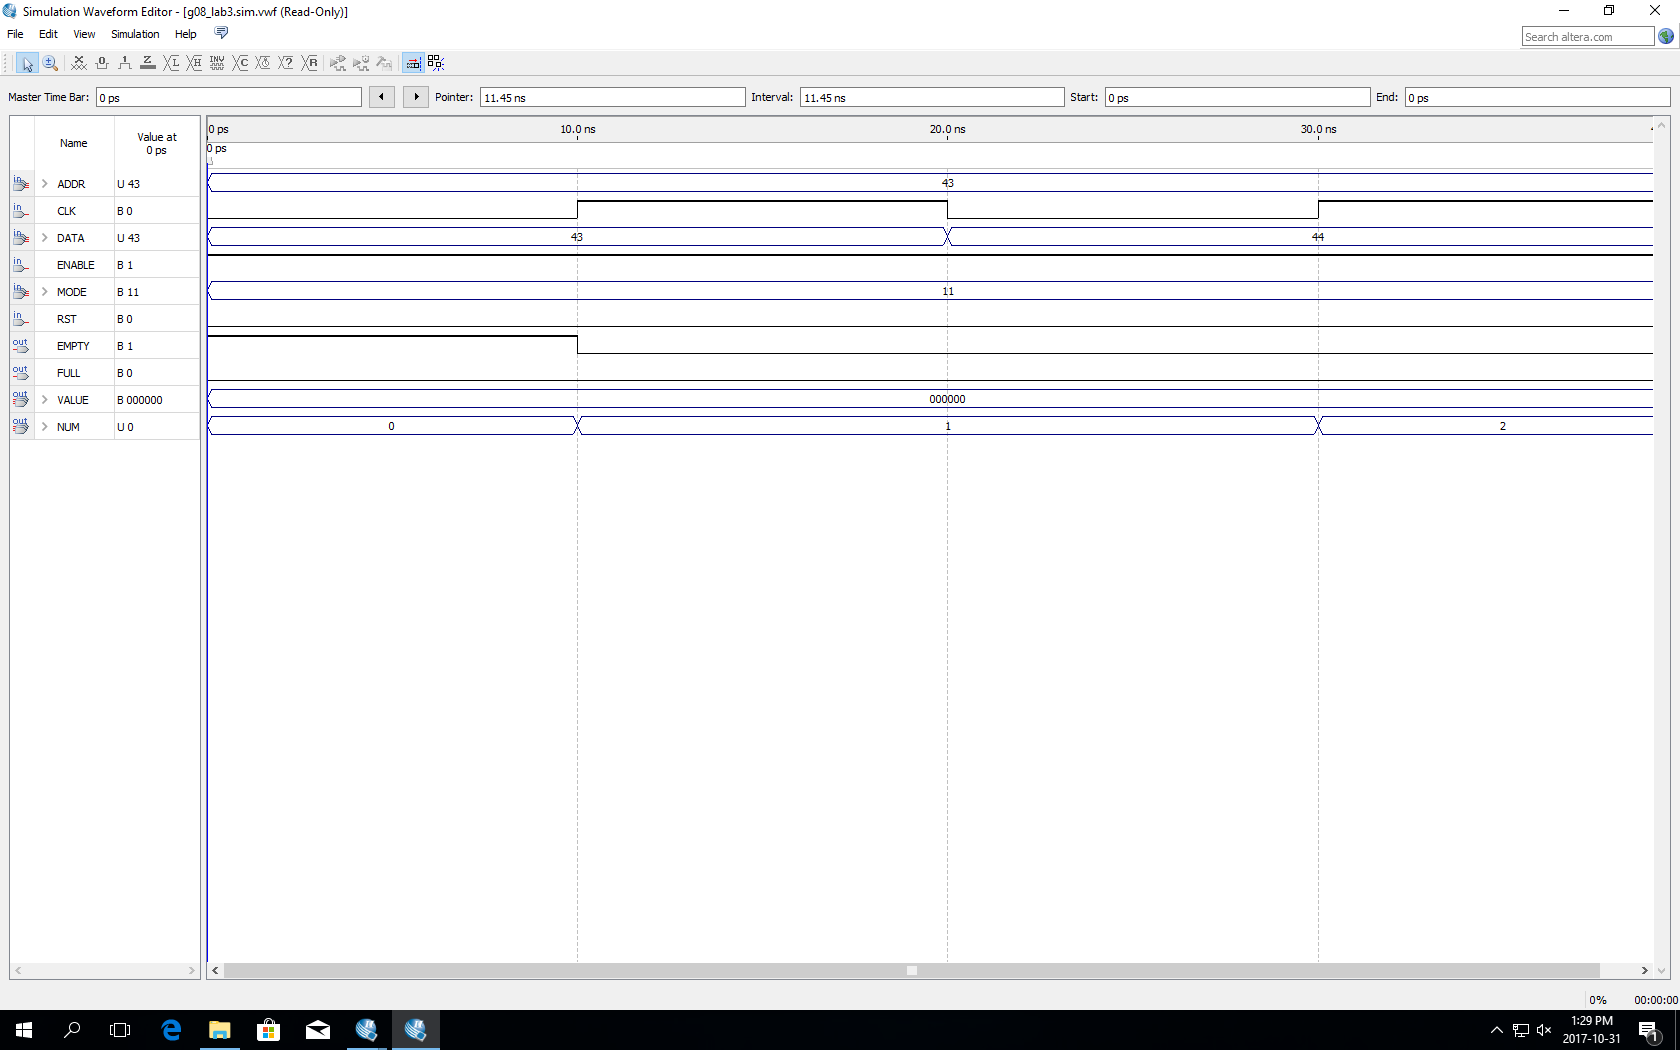 Simulation Waveform Editor - [g08_lab3.sim.vwf (Read-Only)]
File Edit View Simulation Help
Search altera.com
Master Time Bar: 0 ps Pointer: 11.45 ns Interval: 11.45 ns Start: 0 ps End: 0 ps
Name Value at 0 ps
0 ps 10.0 ns 20.0 ns 30.0 ns
0 ps
in ADDR U 43 43
in CLK B 0
in DATA U 43 43 44
in ENABLE B 1
in MODE B 11 11
in RST B 0
out EMPTY B 1
out FULL B 0
out VALUE B 000000 000000
out NUM U 0 0 1 2
0% 00:00:00
1:29 PM
2017-10-31
1